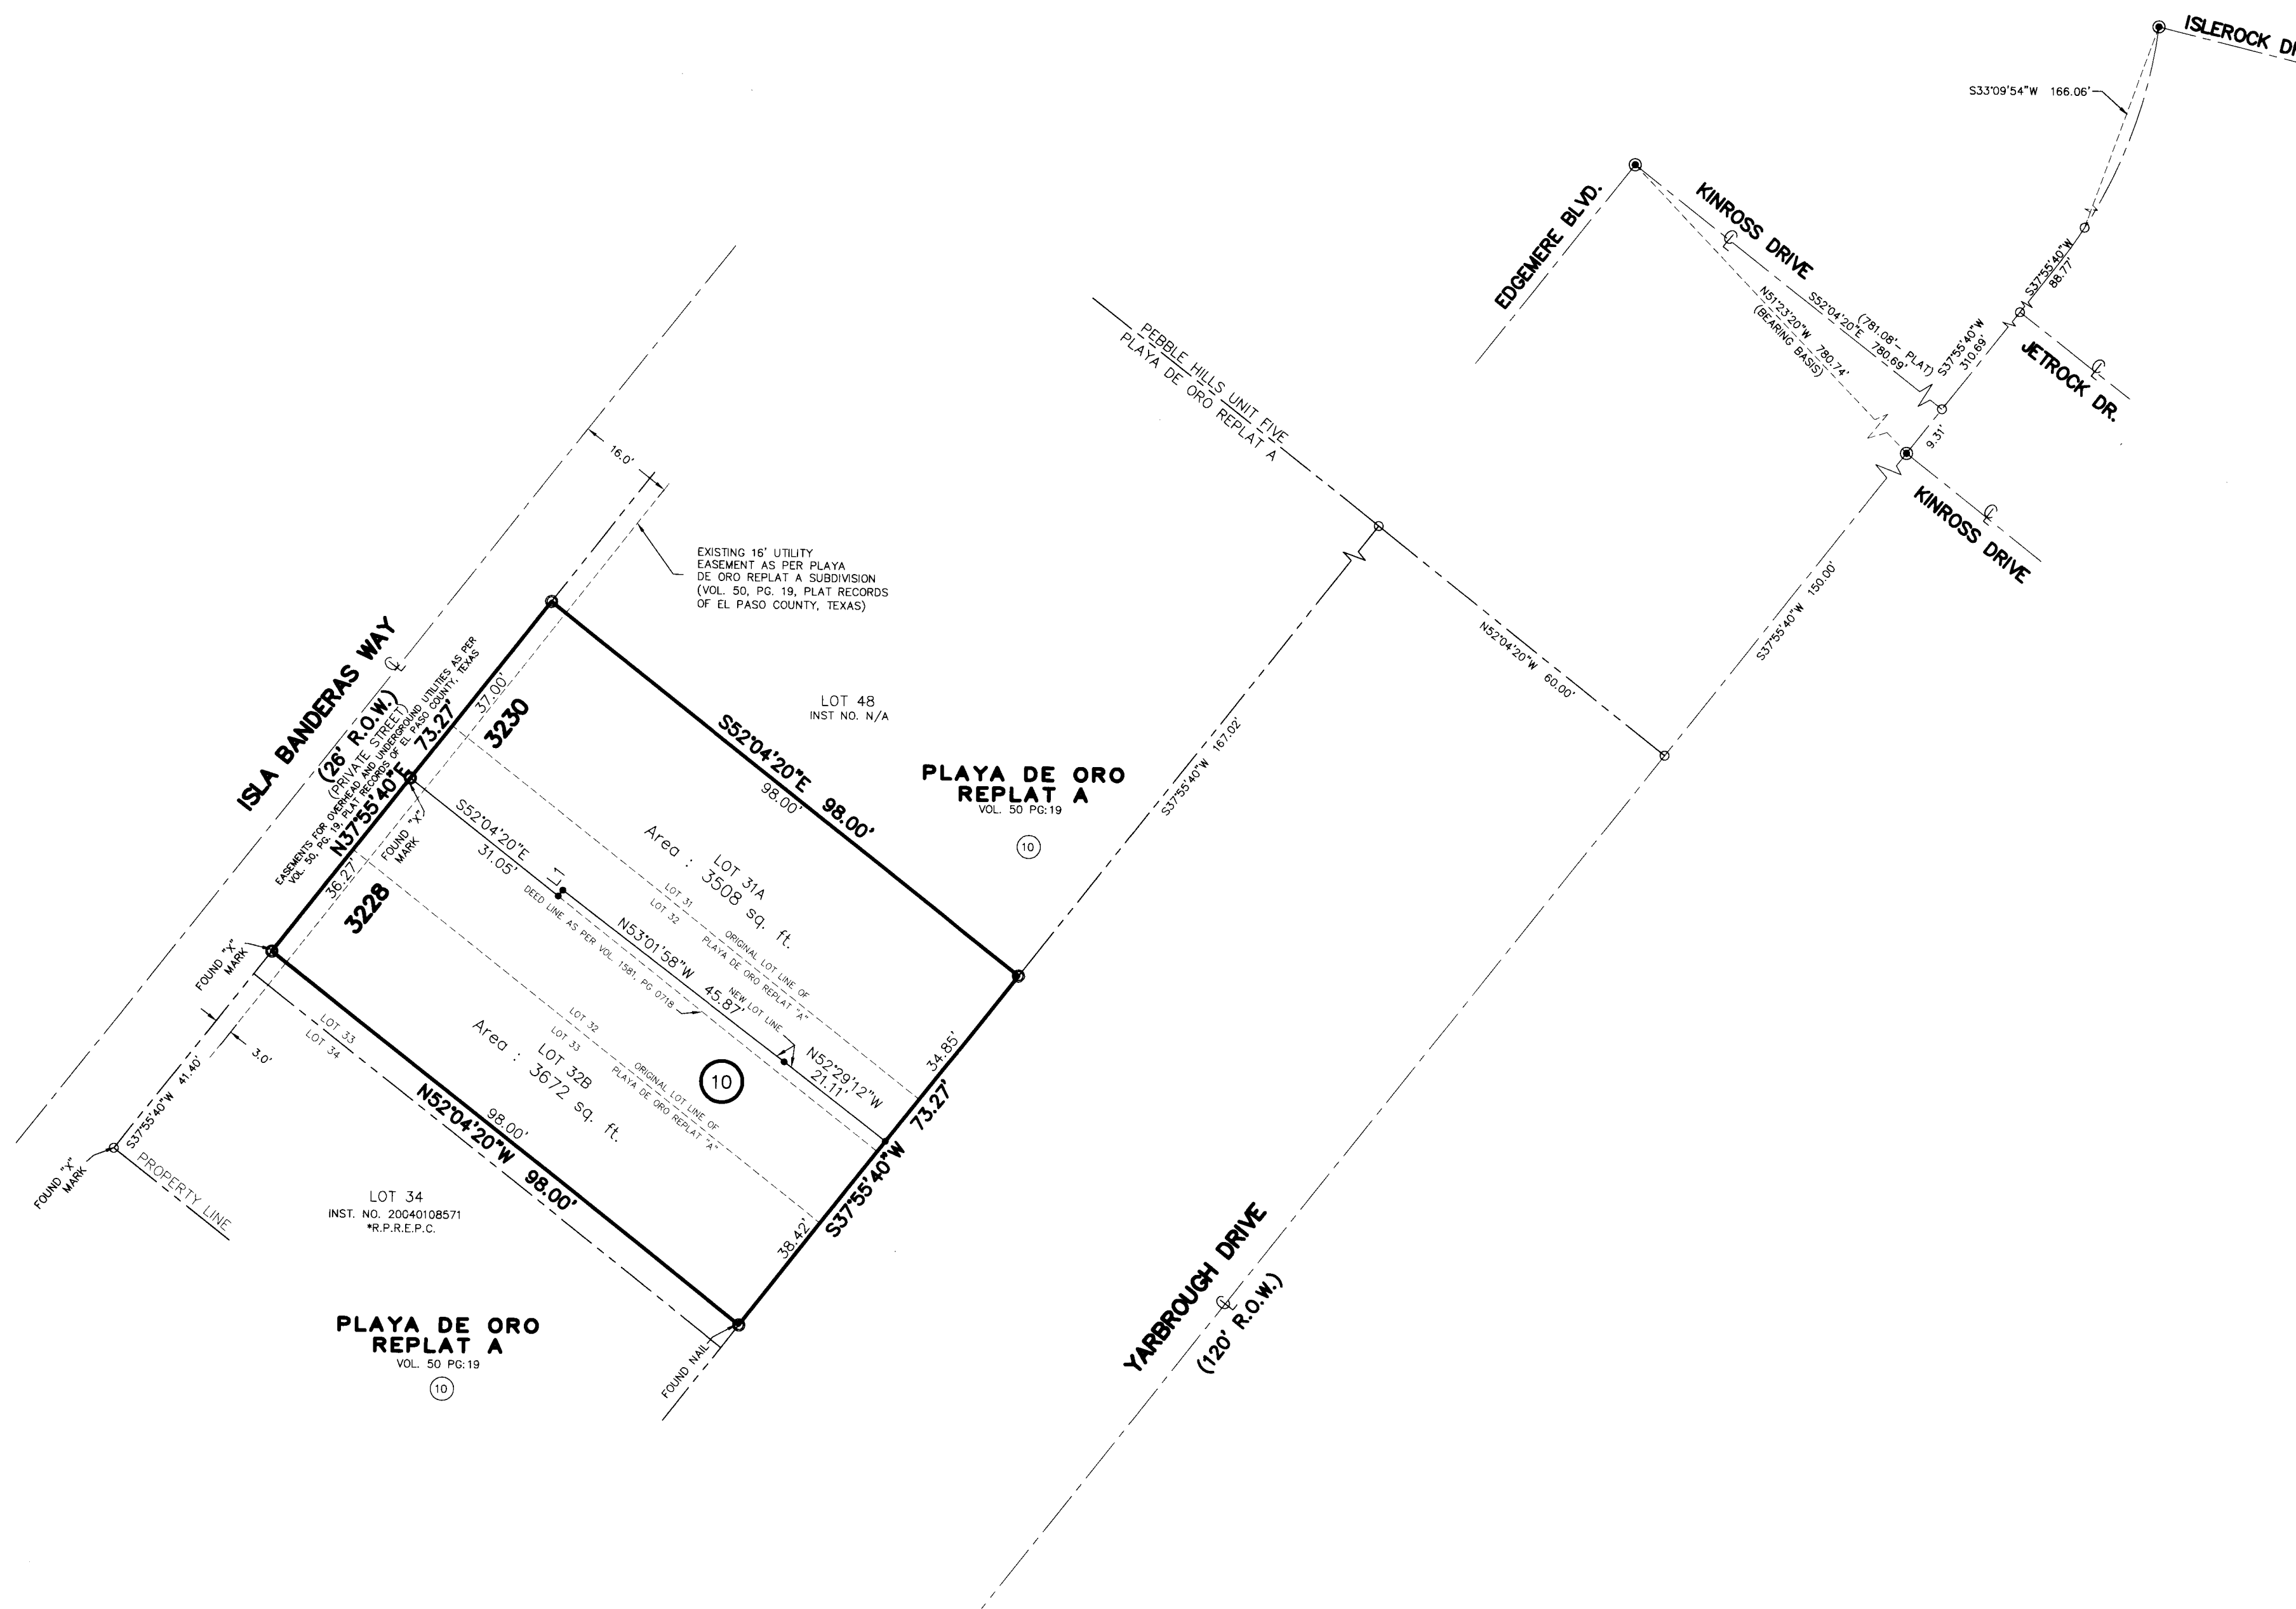 ISLEROCK
S33°09'54"W 166.06'
EDGEMERE BLVD.
KINROSS DRIVE
S52°04'20"E 780.69'
(781.08'- PLAT)
N51°23'20"W 780.74'
(BEARING BASIS)
S37°55'40"W
88.77'
S37°55'40"W
310.69'
JETROCK DR.
9.31'
KINROSS DRIVE
PEBBLE HILLS UNIT FIVE
PLAYA DE ORO REPLAT A
S37°55'40"W 150.00'
N52°04'20"W 60.00'
S37°55'40"W 167.02'
16.0'
EXISTING 16' UTILITY
EASEMENT AS PER PLAYA
DE ORO REPLAT A SUBDIVISION
(VOL. 50, PG. 19, PLAT RECORDS
OF EL PASO COUNTY, TEXAS)
ISLA BANDERAS WAY
(26' R.O.W.)
(PRIVATE STREET)
EASEMENTS FOR OVERHEAD AND UNDERGROUND UTILITIES AS PER
VOL. 50, PG. 19, PLAT RECORDS OF EL PASO COUNTY, TEXAS
N37°55'40"E 73.27'
37.00'
3230
36.27'
3228
FOUND "X"
MARK
LOT 48
INST NO. N/A
S52°04'20"E 98.00'
98.00'
PLAYA DE ORO
REPLAT A
VOL. 50 PG:19
10
S52°04'20"E
31.05'
L1
LOT 31A
Area : 3508 sq. ft.
LOT 31
LOT 32
ORIGINAL LOT LINE OF
PLAYA DE ORO REPLAT "A"
N53°01'58"W 45.87'
NEW LOT LINE
DEED LINE AS PER VOL. 1581, PG 0718
N52°29'12"W
21.11'
34.85'
S37°55'40"W 73.27'
38.42'
LOT 32
LOT 33
ORIGINAL LOT LINE OF
PLAYA DE ORO REPLAT "A"
LOT 32B
Area : 3672 sq. ft.
10
FOUND "X"
MARK
LOT 33
LOT 34
98.00'
N52°04'20"W 98.00'
3.0'
S37°55'40"W 41.40'
FOUND "X"
MARK
PROPERTY LINE
LOT 34
INST. NO. 20040108571
*R.P.R.E.P.C.
PLAYA DE ORO
REPLAT A
VOL. 50 PG:19
10
FOUND NAIL
YARBROUGH DRIVE
(120' R.O.W.)